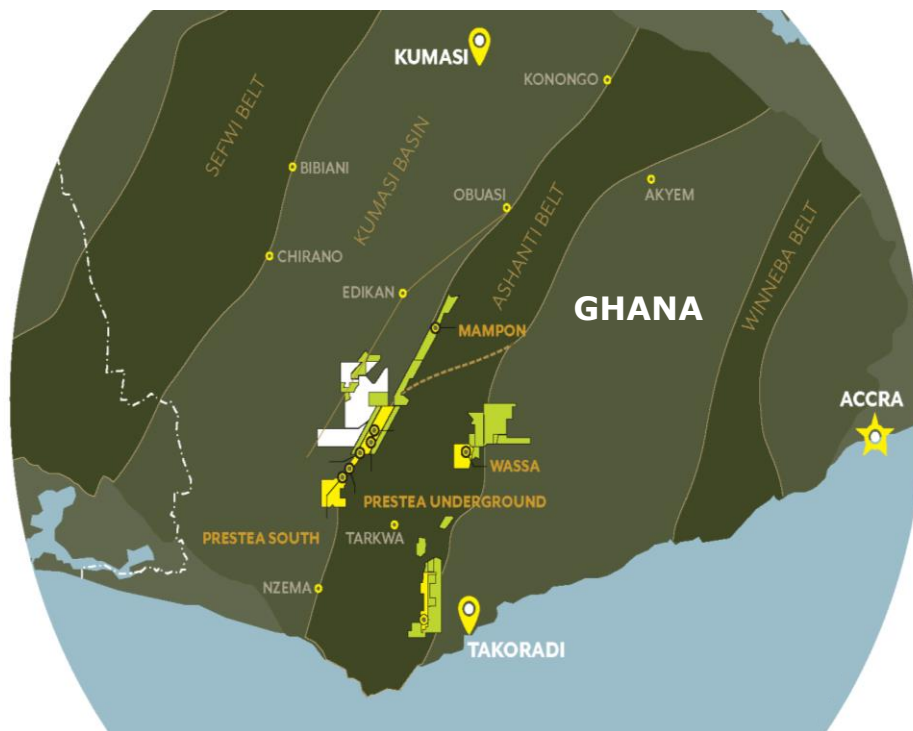 KUMASI
KONONGO
SEFWI BELT
KUMASI BASIN
BIBIANI
OBUASI
ASHANTI BELT
AKYEM
WINNEBA BELT
CHIRANO
EDIKAN
GHANA
MAMPON
ACCRA
WASSA
PRESTEA UNDERGROUND
PRESTEA SOUTH
TARKWA
NZEMA
TAKORADI